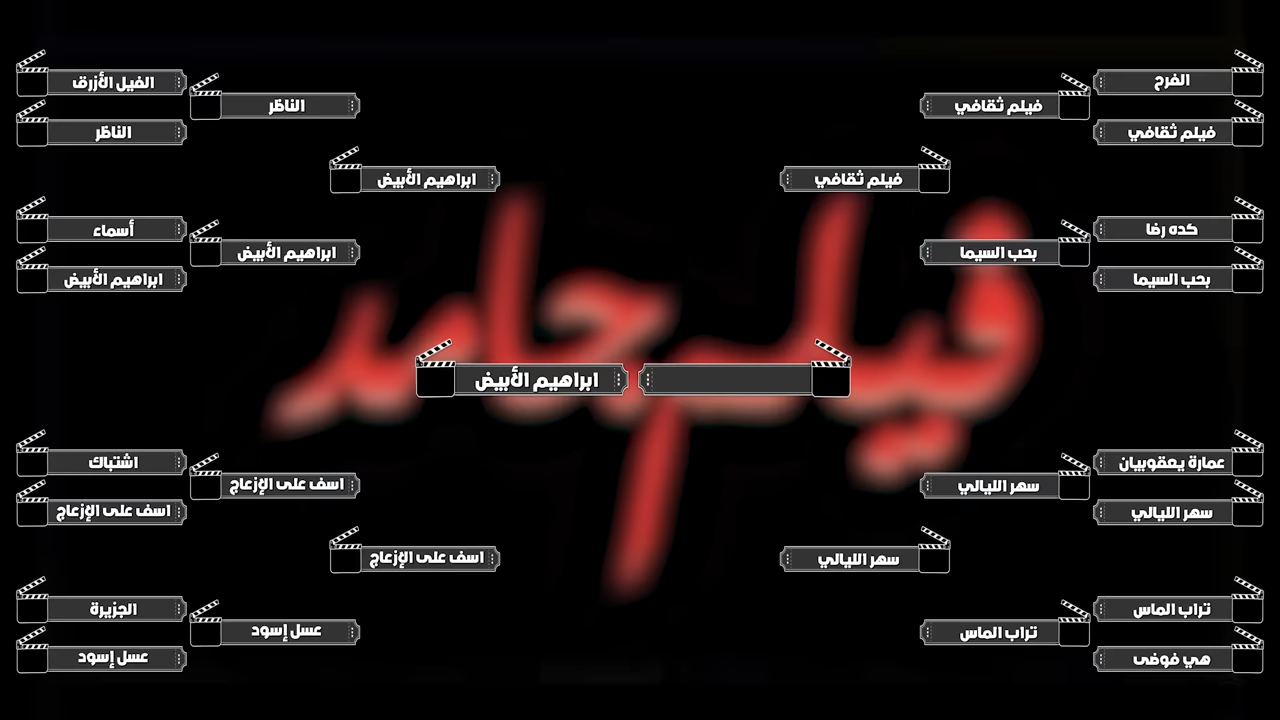 الفرح
فيلم ثقافي
فيلم ثقافي
كده رضا
بحب السيما
بحب السيما
فيلم ثقافي
عمارة يعقوبيان
سهر الليالي
سهر الليالي
تراب الماس
هي فوضى
تراب الماس
سهر الليالي
فيلم حامد
ابراهيم الأبيض
الفيل الأزرق
الناظر
الناظر
أسماء
ابراهيم الأبيض
ابراهيم الأبيض
ابراهيم الأبيض
اشتباك
اسف على الإزعاج
اسف على الإزعاج
الجزيرة
عسل إسود
عسل إسود
اسف على الإزعاج